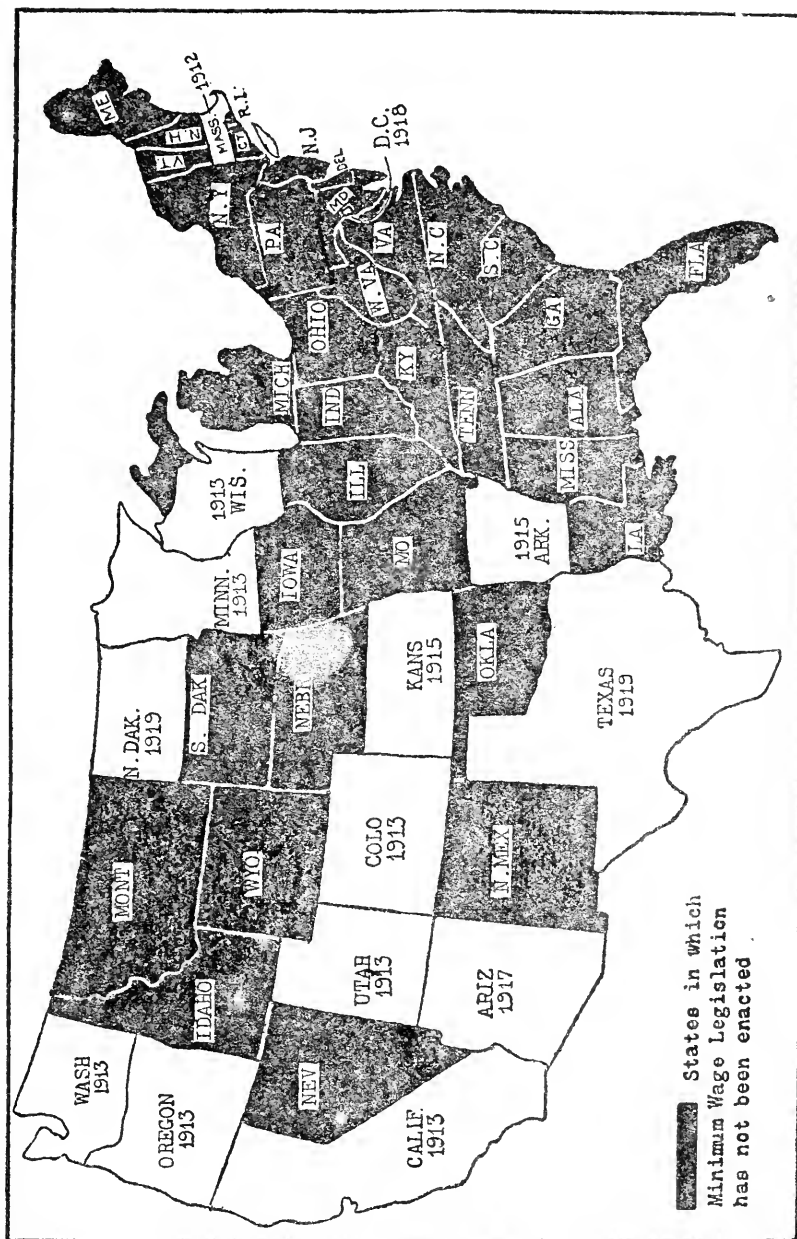 WASH
1913
OREGON
1913
CALIF.
1913
NEV
IDAHO
MONT
WYO
UTAH
1913
ARIZ
1917
COLO
1913
N.MEX
N.DAK.
1919
S. DAK
NEB
KANS
1915
OKLA
TEXAS
1919
MINN.
1913
IOWA
MO
1915
ARK.
LA
1913
WIS.
ILL
MICH
IND
OHIO
KY
TENN
MISS
ALA
GA
FLA
S.C
N.C
VA
W.VA
MD
DEL
D.C.
1918
PA
N.J
N.Y
VT
N.H
ME
MASS.
1912
CT
R.I.
States in which
Minimum Wage Legislation
has not been enacted.